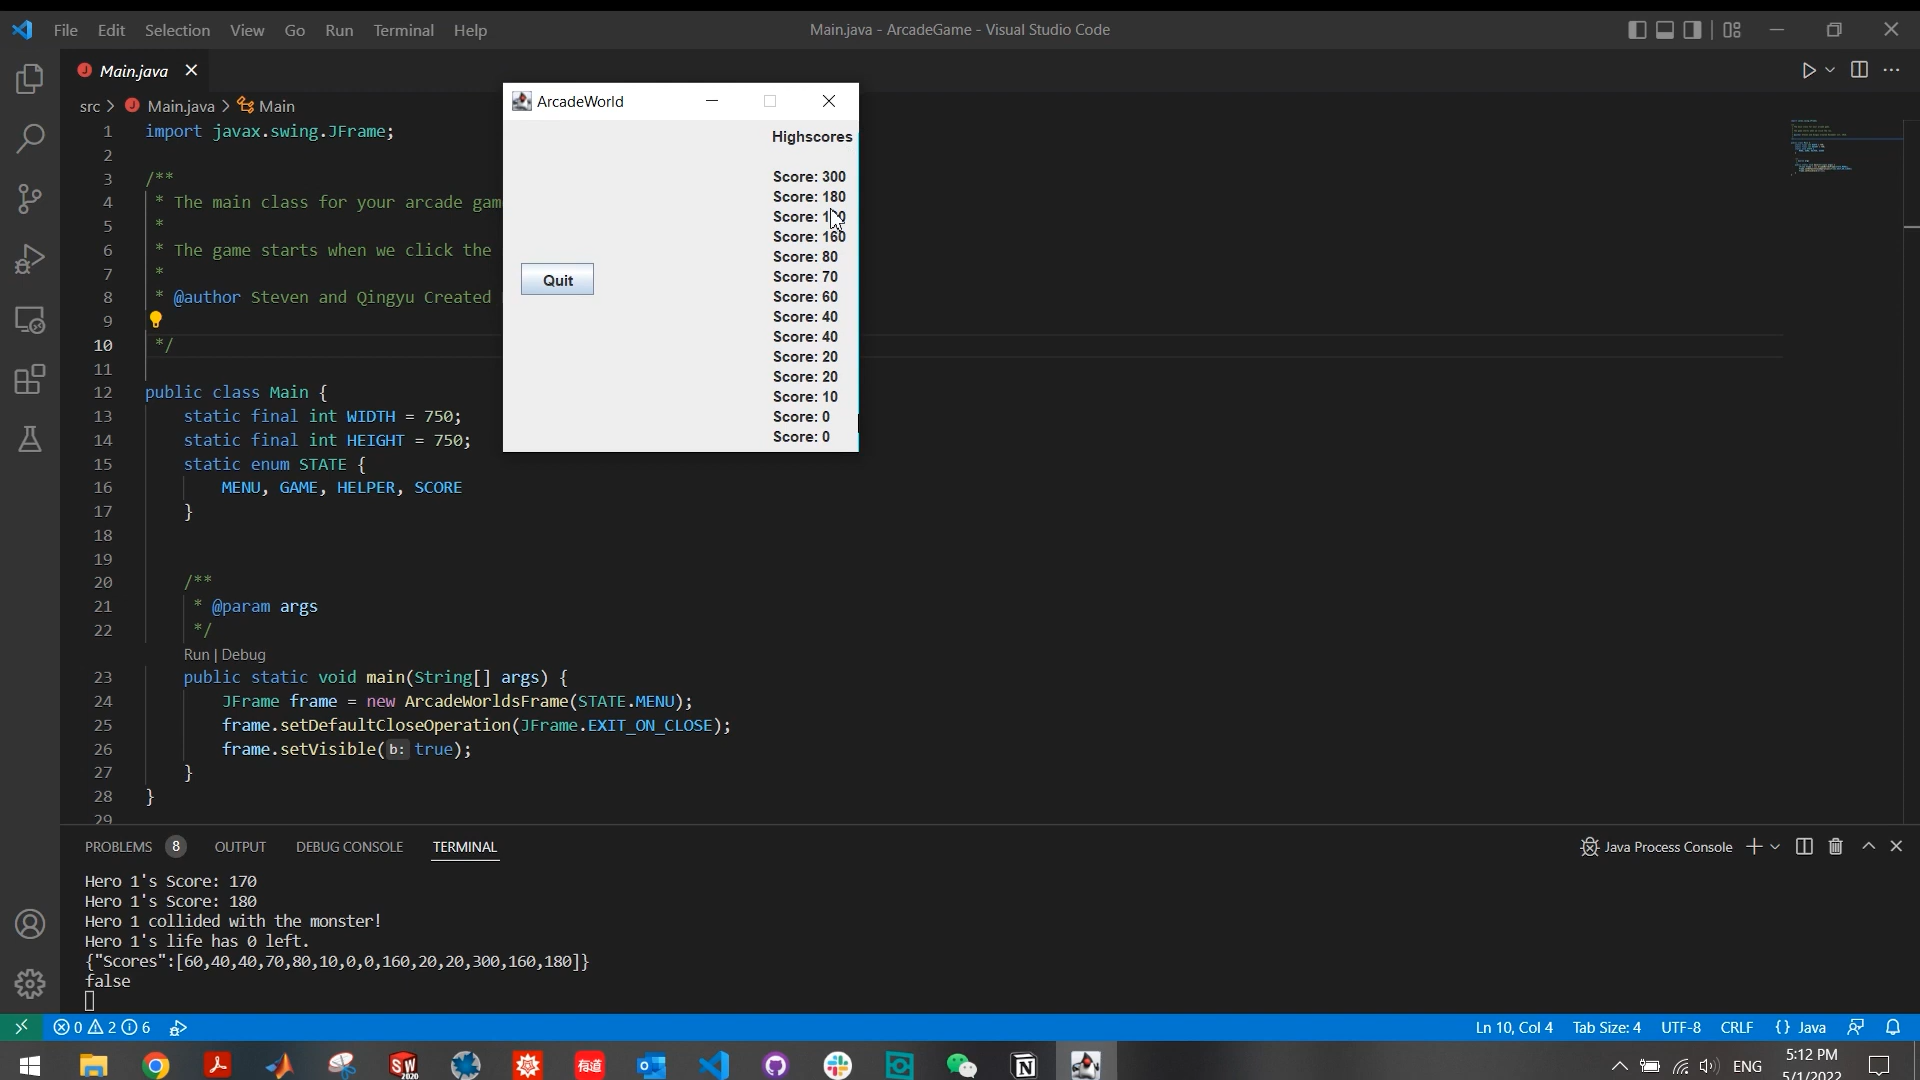 File Edit Selection View Go Run Terminal Help
Main.java - ArcadeGame - Visual Studio Code
Main.java
src > Main.java > Main
1 import javax.swing.JFrame;
2
3 /**
4 * The main class for your arcade gam
5 *
6 * The game starts when we click the
7 *
8 * @author Steven and Qingyu Created
9
10 */
11
12 public class Main {
13 static final int WIDTH = 750;
14 static final int HEIGHT = 750;
15 static enum STATE {
16 MENU, GAME, HELPER, SCORE
17 }
18
19
20 /**
21 * @param args
22 */
Run | Debug
23 public static void main(String[] args) {
24 JFrame frame = new ArcadeWorldsFrame(STATE.MENU);
25 frame.setDefaultCloseOperation(JFrame.EXIT_ON_CLOSE);
26 frame.setVisible(b: true);
27 }
28 }
29
ArcadeWorld
Highscores
Score: 300
Score: 180
Score:
Score: 160
Score: 80
Score: 70
Score: 60
Score: 40
Score: 40
Score: 20
Score: 20
Score: 10
Score: 0
Score: 0
Quit
PROBLEMS 8 OUTPUT DEBUG CONSOLE TERMINAL
Java Process Console
Hero 1's Score: 170
Hero 1's Score: 180
Hero 1 collided with the monster!
Hero 1's life has 0 left.
{"Scores":[60,40,40,70,80,10,0,0,160,20,20,300,160,180]}
false
0 2 6
Ln 10, Col 4 Tab Size: 4 UTF-8 CRLF {} Java
SW 2020
有道
ENG
5:12 PM
5/1/2022